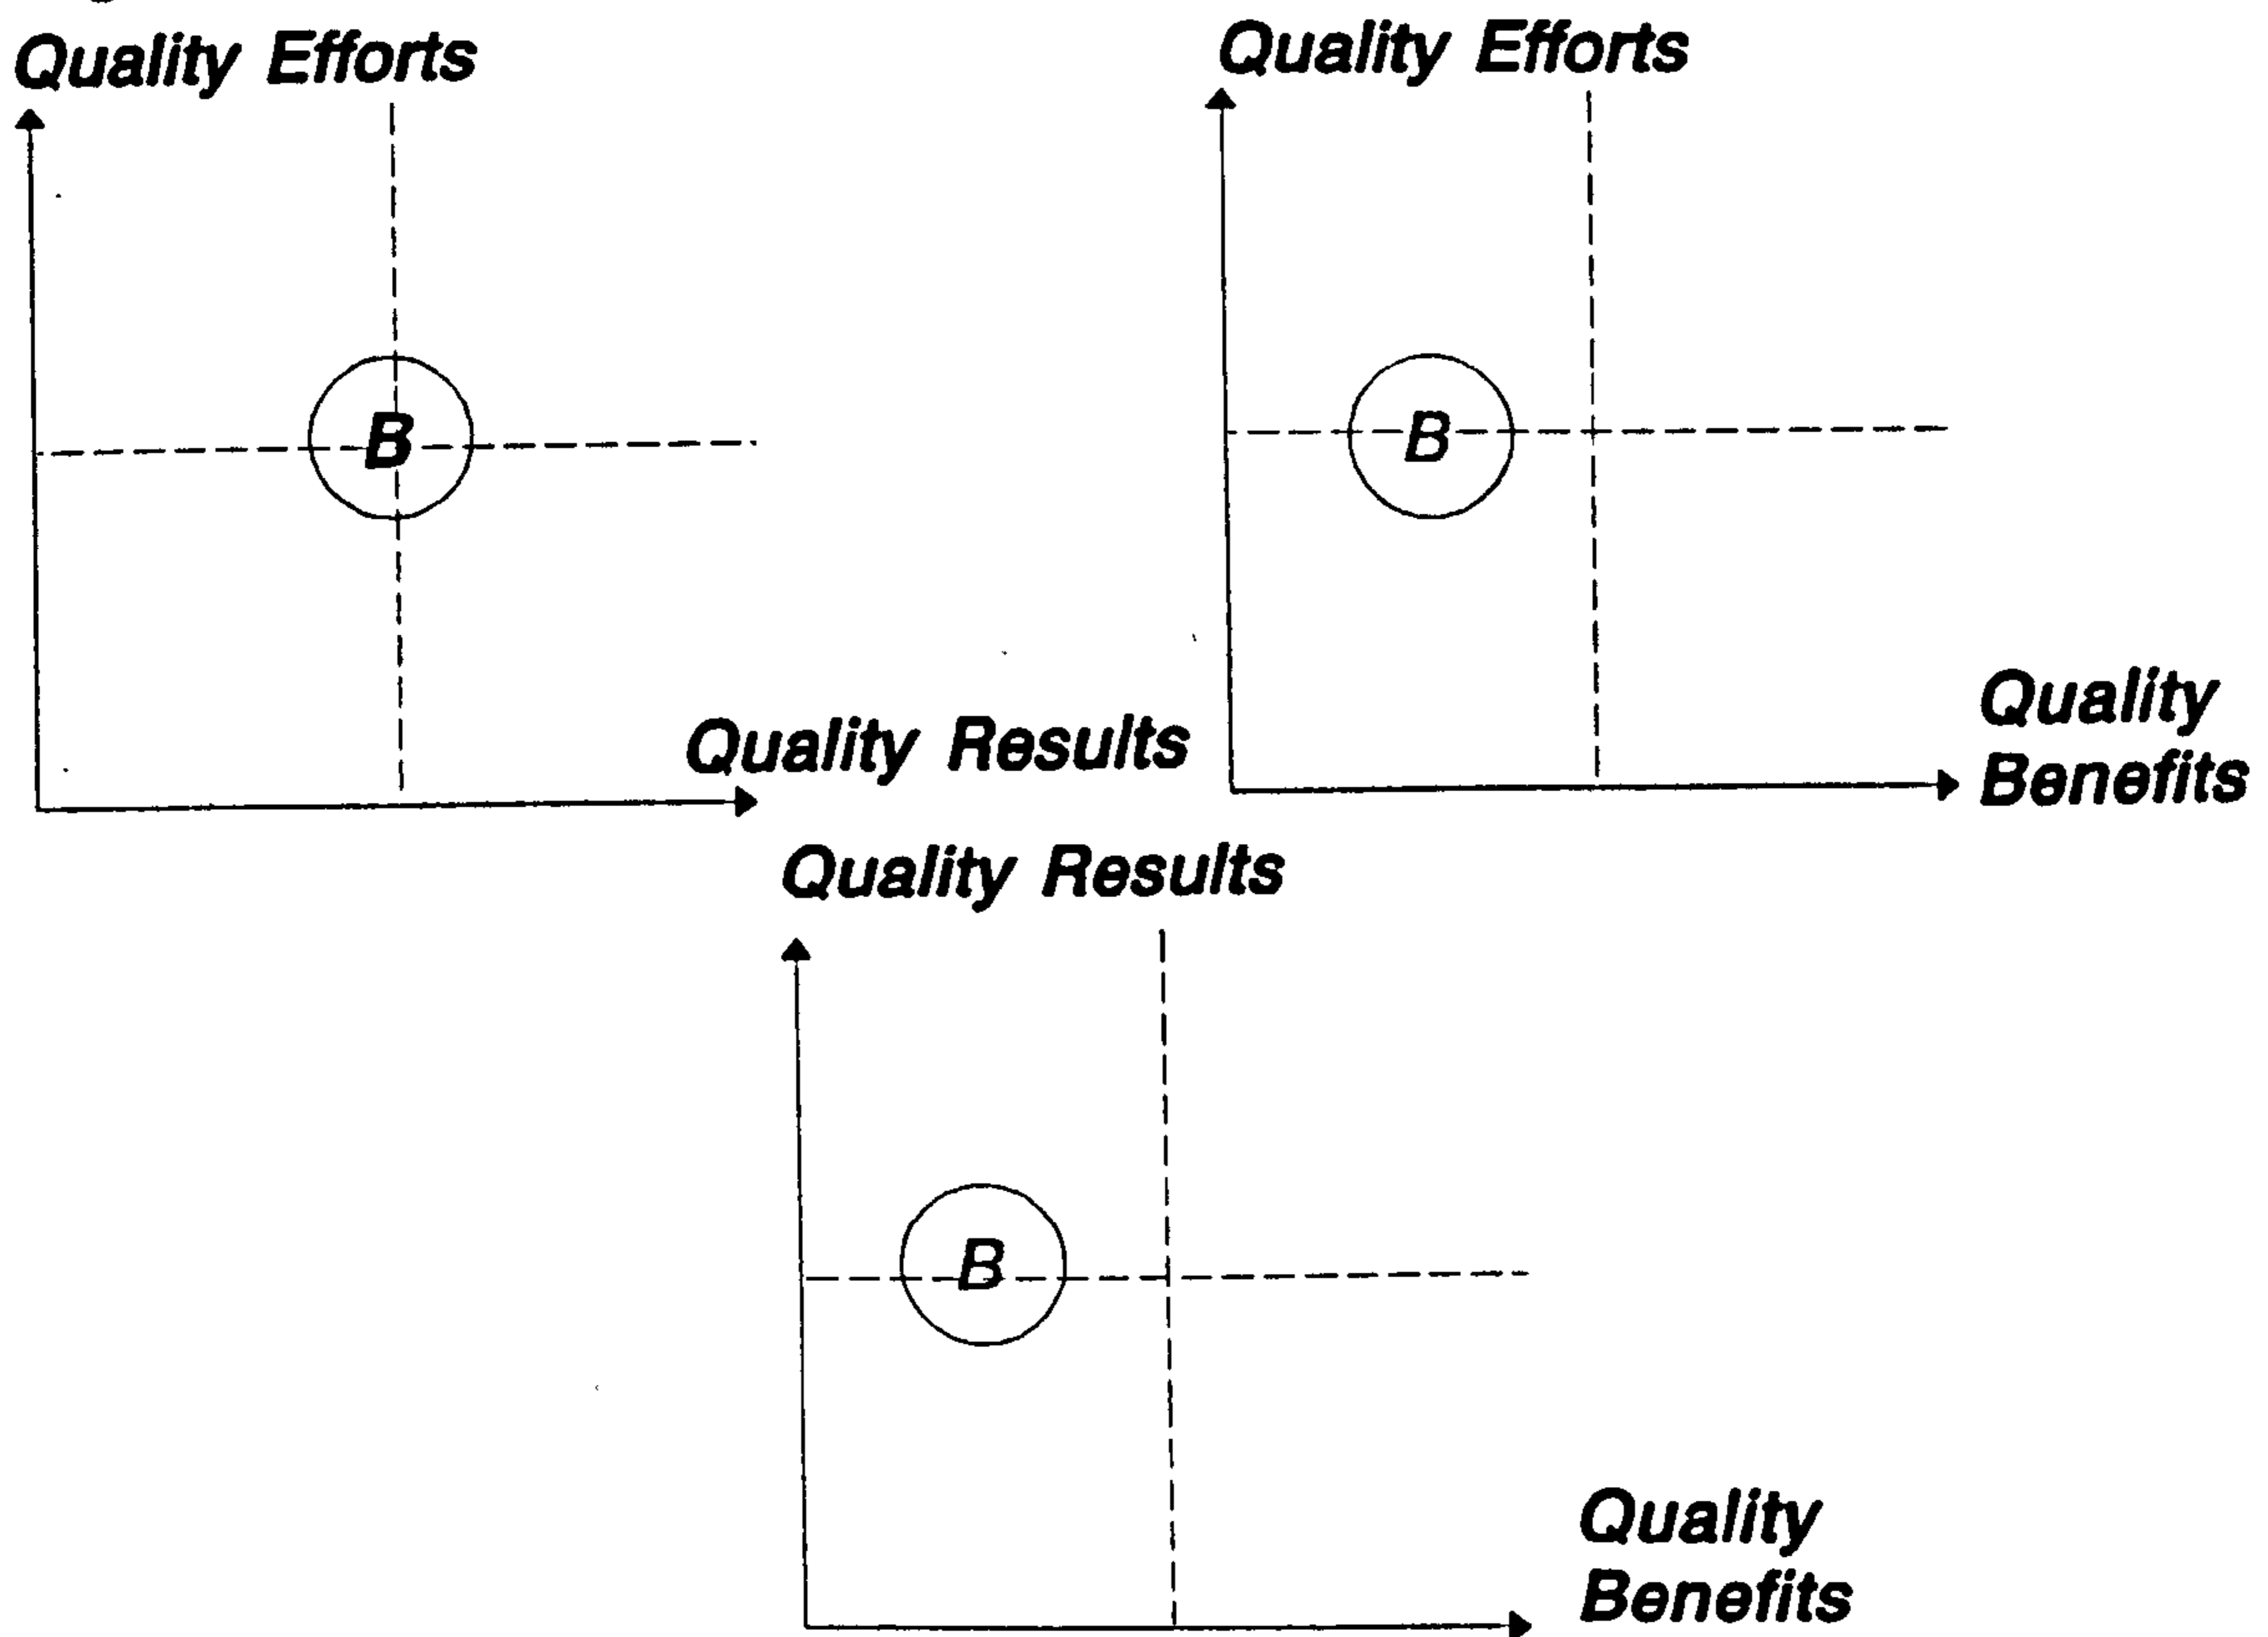 Quality Efforts
B
Quality Results
Quality Efforts
B
Quality
Benefits
Quality Results
B
Quality
Benefits